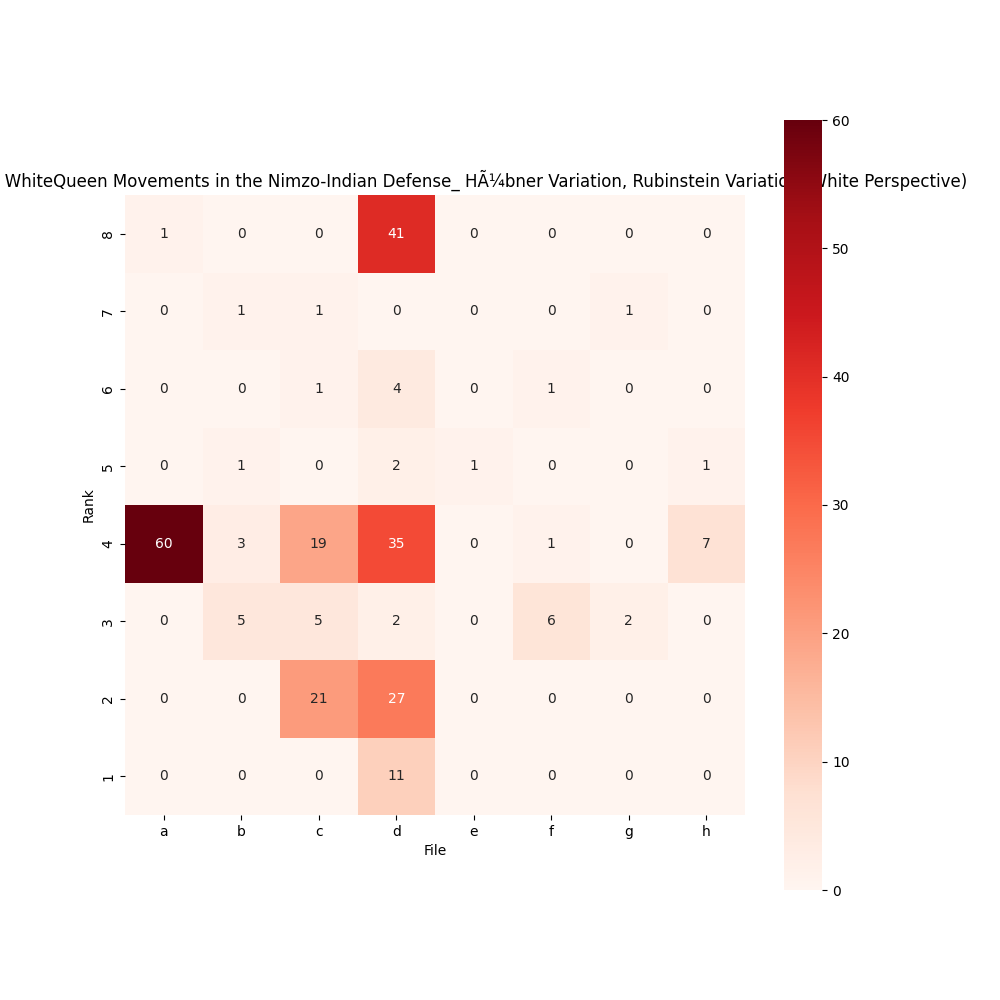 WhiteQueen Movements in the Nimzo-Indian Defense_ HÃ¼bner Variation, Rubinstein Variatio White Perspective)
60
8 1 0 0 41 0 0 0 0
50
7 0 1 1 0 0 0 1 0
6 0 0 1 4 0 1 0 0
40
5 0 1 0 2 1 0 0 1
30
Rank
4 60 3 19 35 0 1 0 7
3 0 5 5 2 0 6 2 0
20
2 0 0 21 27 0 0 0 0
10
1 0 0 0 11 0 0 0 0
a b c d e f g h
File
0